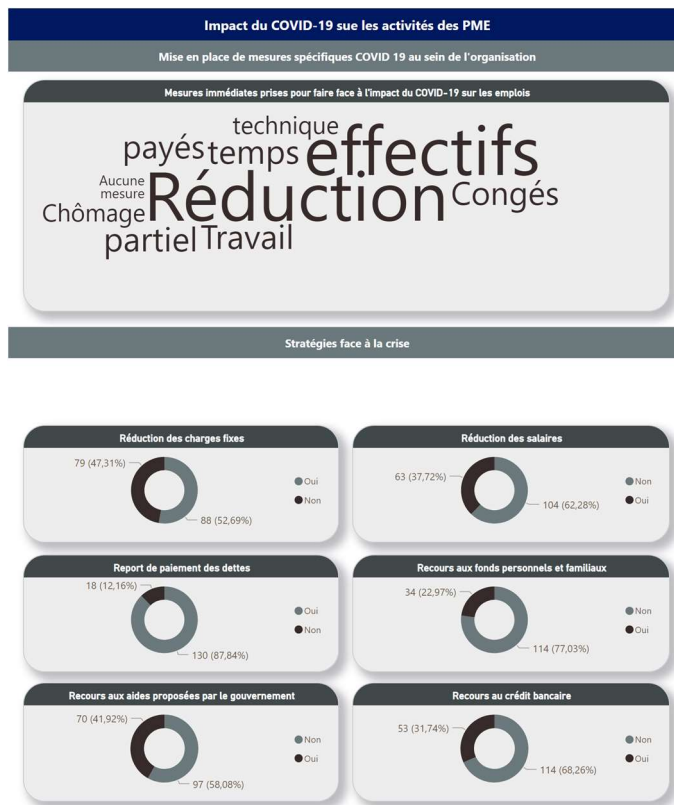 Impact du COVID-19 sue les activités des PME
Mise en place de mesures spécifiques COVID 19 au sein de l'organisation
Mesures immédiates prises pour faire face à l'impact du COVID-19 sur les emplois
technique
payés temps effectifs
Aucune
mesure
Réduction Congés
Chômage
partiel Travail
Stratégies face à la crise
Réduction des charges fixes
79 (47,31%)
Oui
Non
88 (52,69%)
Réduction des salaires
63 (37,72%)
Non
Oui
104 (62,28%)
Report de paiement des dettes
18 (12,16%)
Oui
Non
130 (87,84%)
Recours aux fonds personnels et familiaux
34 (22,97%)
Non
Oui
114 (77,03%)
Recours aux aides proposées par le gouvernement
70 (41,92%)
Non
Oui
97 (58,08%)
Recours au crédit bancaire
53 (31,74%)
Non
Oui
114 (68,26%)